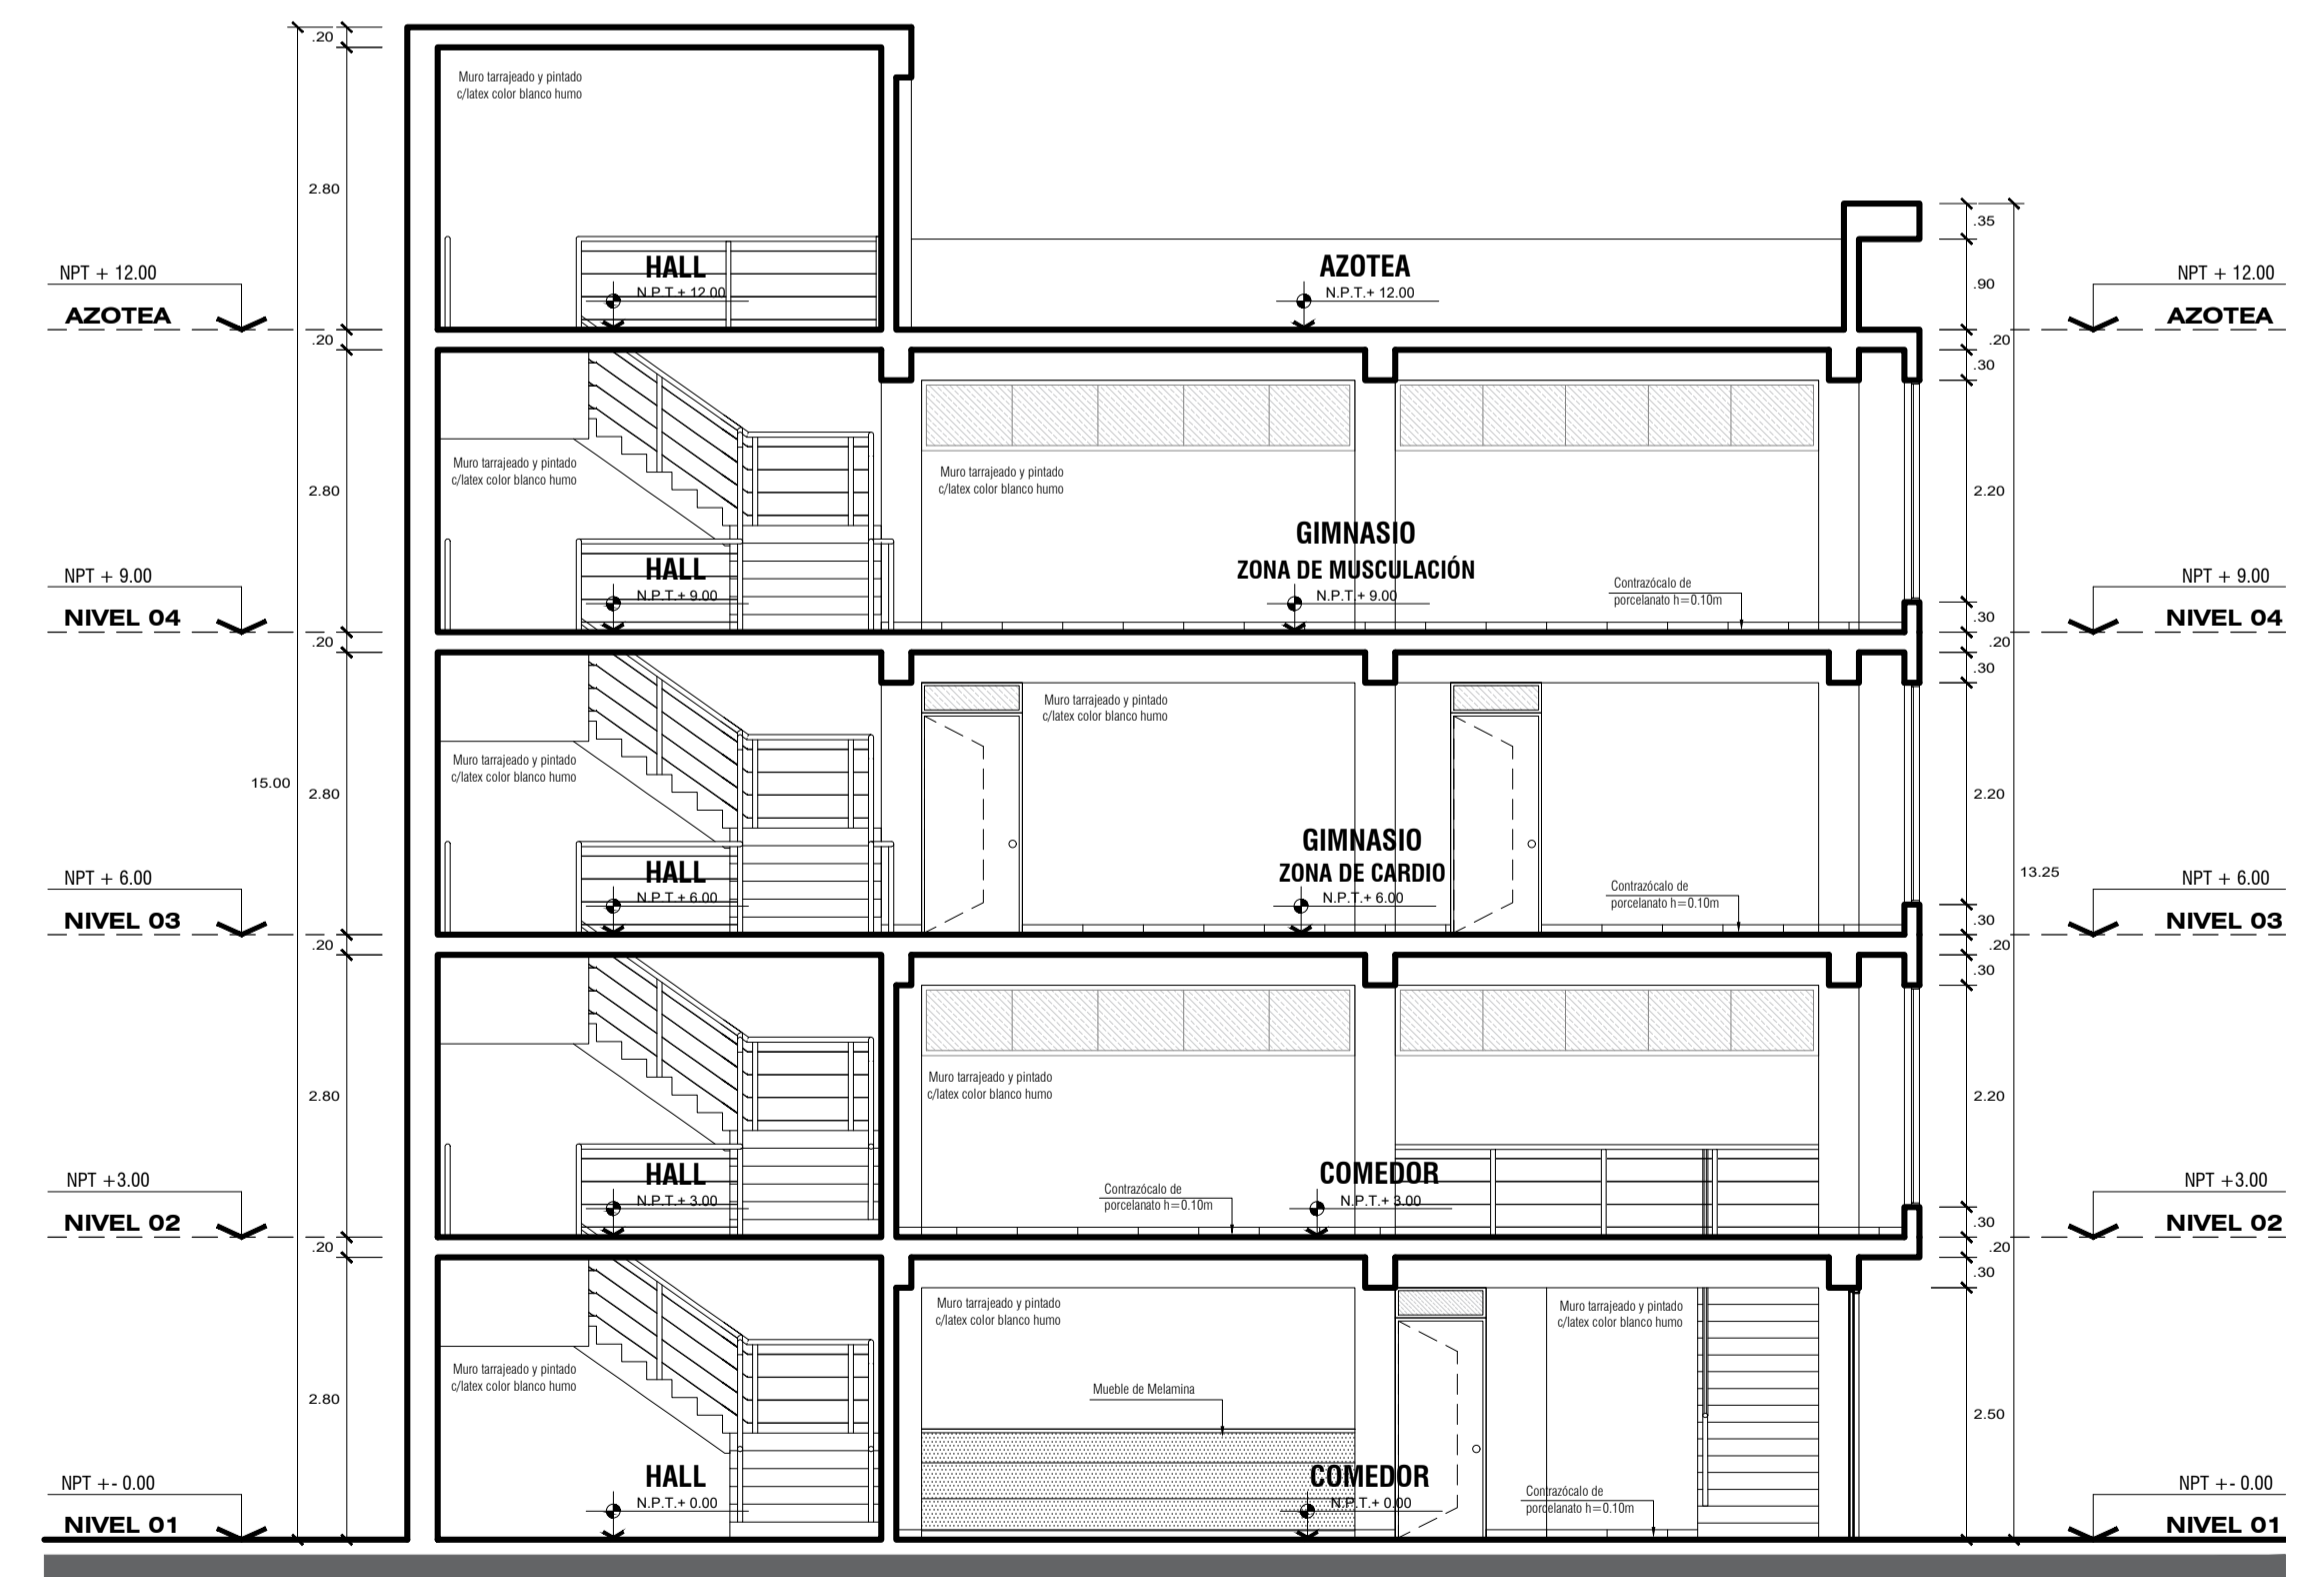 .20
Muro tarrajeado y pintado
c/latex color blanco humo
2.80
.35
HALL
N.P.T.+ 12.00
AZOTEA
N.P.T.+ 12.00
NPT + 12.00
AZOTEA
.90
NPT + 12.00
AZOTEA
.20
.20
.30
Muro tarrajeado y pintado
c/latex color blanco humo
Muro tarrajeado y pintado
c/latex color blanco humo
2.80
2.20
GIMNASIO
ZONA DE MUSCULACIÓN
N.P.T.+ 9.00
HALL
N.P.T.+ 9.00
Contrazócalo de
porcelanato h=0.10m
NPT + 9.00
NIVEL 04
.30
NPT + 9.00
NIVEL 04
.20
.20
.30
Muro tarrajeado y pintado
c/latex color blanco humo
Muro tarrajeado y pintado
c/latex color blanco humo
15.00
2.80
2.20
13.25
GIMNASIO
ZONA DE CARDIO
N.P.T.+ 6.00
HALL
N.P.T.+ 6.00
Contrazócalo de
porcelanato h=0.10m
NPT + 6.00
NIVEL 03
.30
NPT + 6.00
NIVEL 03
.20
.20
.30
Muro tarrajeado y pintado
c/latex color blanco humo
2.80
2.20
HALL
N.P.T.+ 3.00
Contrazócalo de
porcelanato h=0.10m
COMEDOR
N.P.T.+ 3.00
NPT +3.00
NIVEL 02
.30
NPT +3.00
NIVEL 02
.20
.20
.30
Muro tarrajeado y pintado
c/latex color blanco humo
Muro tarrajeado y pintado
c/latex color blanco humo
Muro tarrajeado y pintado
c/latex color blanco humo
Mueble de Melamina
2.80
2.50
HALL
N.P.T.+ 0.00
COMEDOR
N.P.T.+ 0.00
Contrazócalo de
porcelanato h=0.10m
NPT +- 0.00
NIVEL 01
NPT +- 0.00
NIVEL 01